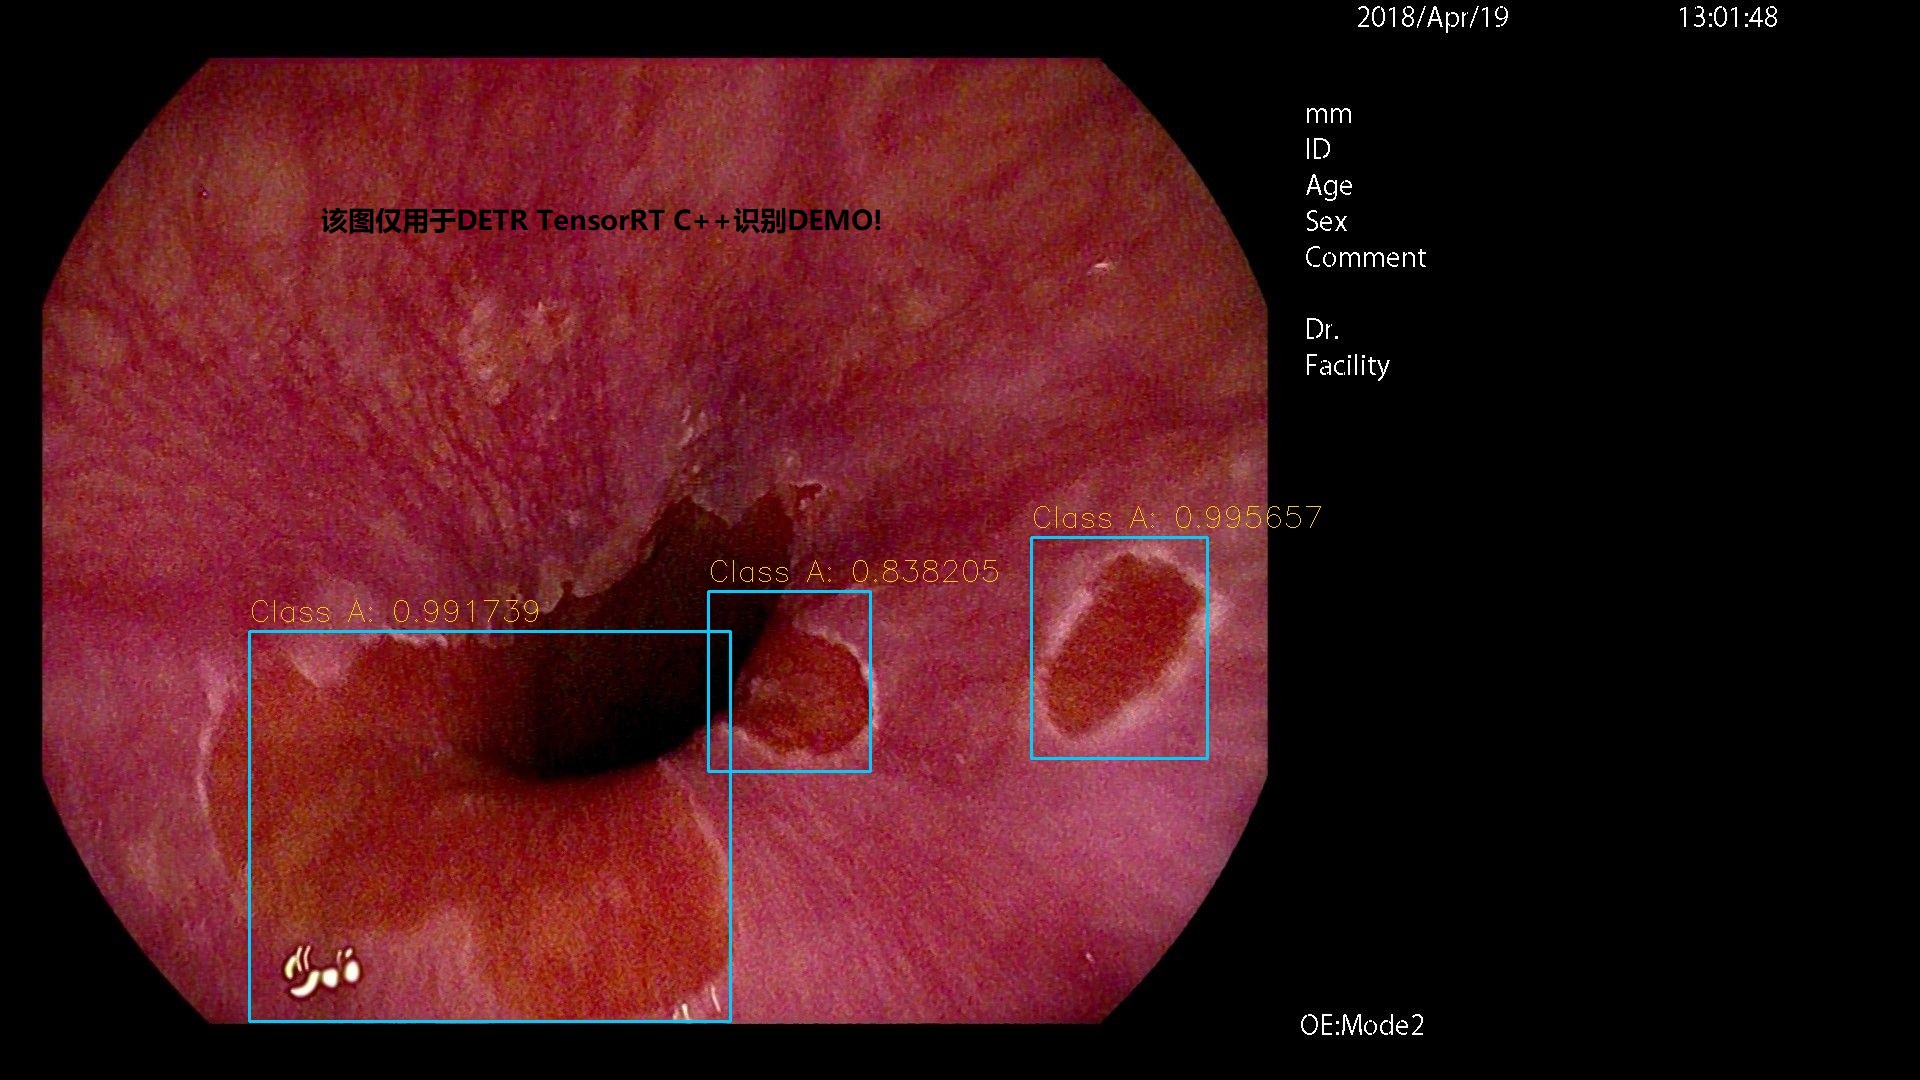 2018/Apr/19 13:01:48
mm
ID
Age
Sex
Comment
Dr.
Facility
该图仅用于DETR TensorRT C++识别DEMO!
Class A: 0.995657
Class A: 0.838205
Class A: 0.991739
OE:Mode2